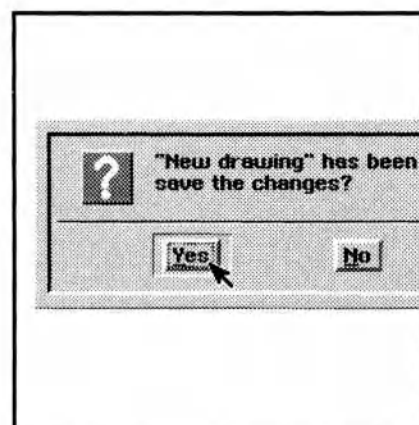 ?
"New drawing" has been
save the changes?
Yes
No